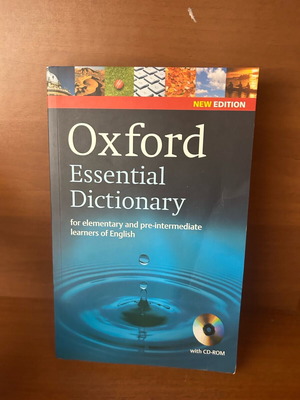 NEW EDITION
Oxford
Essential
Dictionary
for elementary and pre-intermediate
learners of English
with CD-ROM